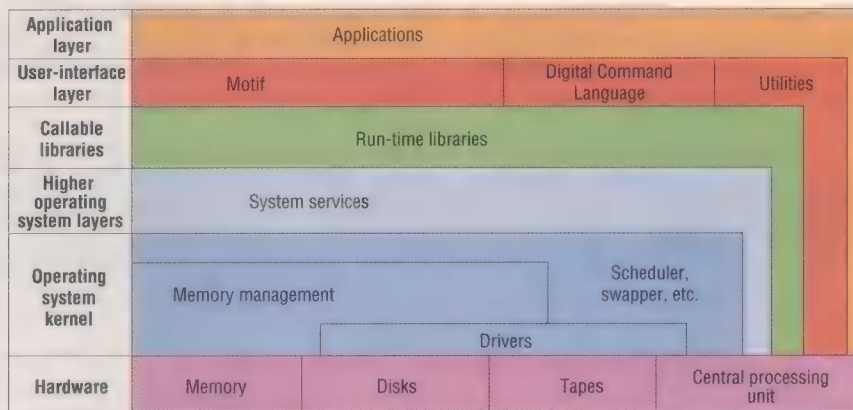 Application
layer
Applications
User-interface
layer
Motif
Digital Command
Language
Utilities
Callable
libraries
Run-time libraries
Higher
operating
system layers
System services
Operating
system
kernel
Memory management
Scheduler,
swapper, etc.
Drivers
Hardware
Memory
Disks
Tapes
Central processing
unit